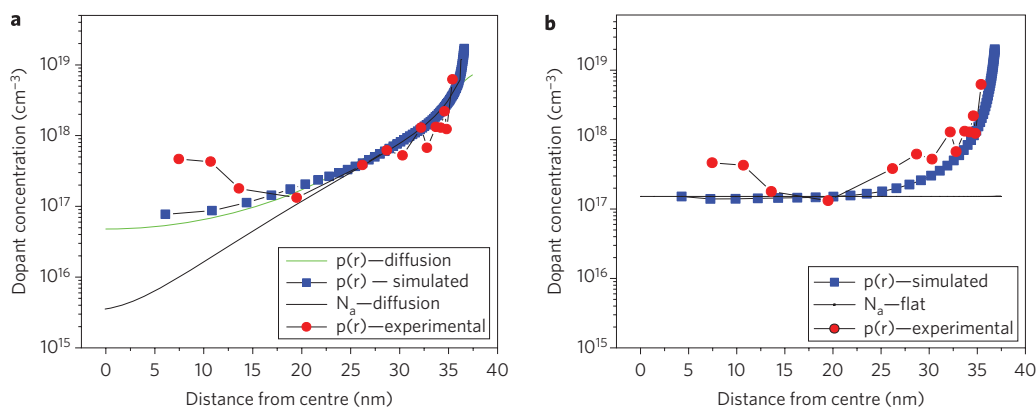 a
Dopant concentration (cm⁻³)
10¹⁹
10¹⁸
10¹⁷
10¹⁶
10¹⁵
p(r)—diffusion
p(r) — simulated
Nₐ—diffusion
p(r)—experimental
0 5 10 15 20 25 30 35 40
Distance from centre (nm)
b
Dopant concentration (cm⁻³)
10¹⁹
10¹⁸
10¹⁷
10¹⁶
10¹⁵
p(r)—simulated
Nₐ—flat
p(r)—experimental
0 5 10 15 20 25 30 35 40
Distance from centre (nm)